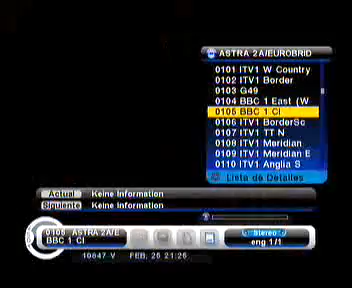 ASTRA 2A/EUROBRID
0101 ITV1 W Country
0102 ITV1 Border
0103 G49
0104 BBC 1 East (W
0105 BBC 1 CI
0106 ITV1 BorderSc
0107 ITV1 TT N
0108 ITV1 Meridian
0109 ITV1 Meridian E
0110 ITV1 Anglia S
Lista de Detalles
Actual Keine Information
Siguiente Keine Information
0105 ASTRA 2A/E
BBC 1 CI
Stereo
eng 1/1
10847 V FEB, 25 21:25